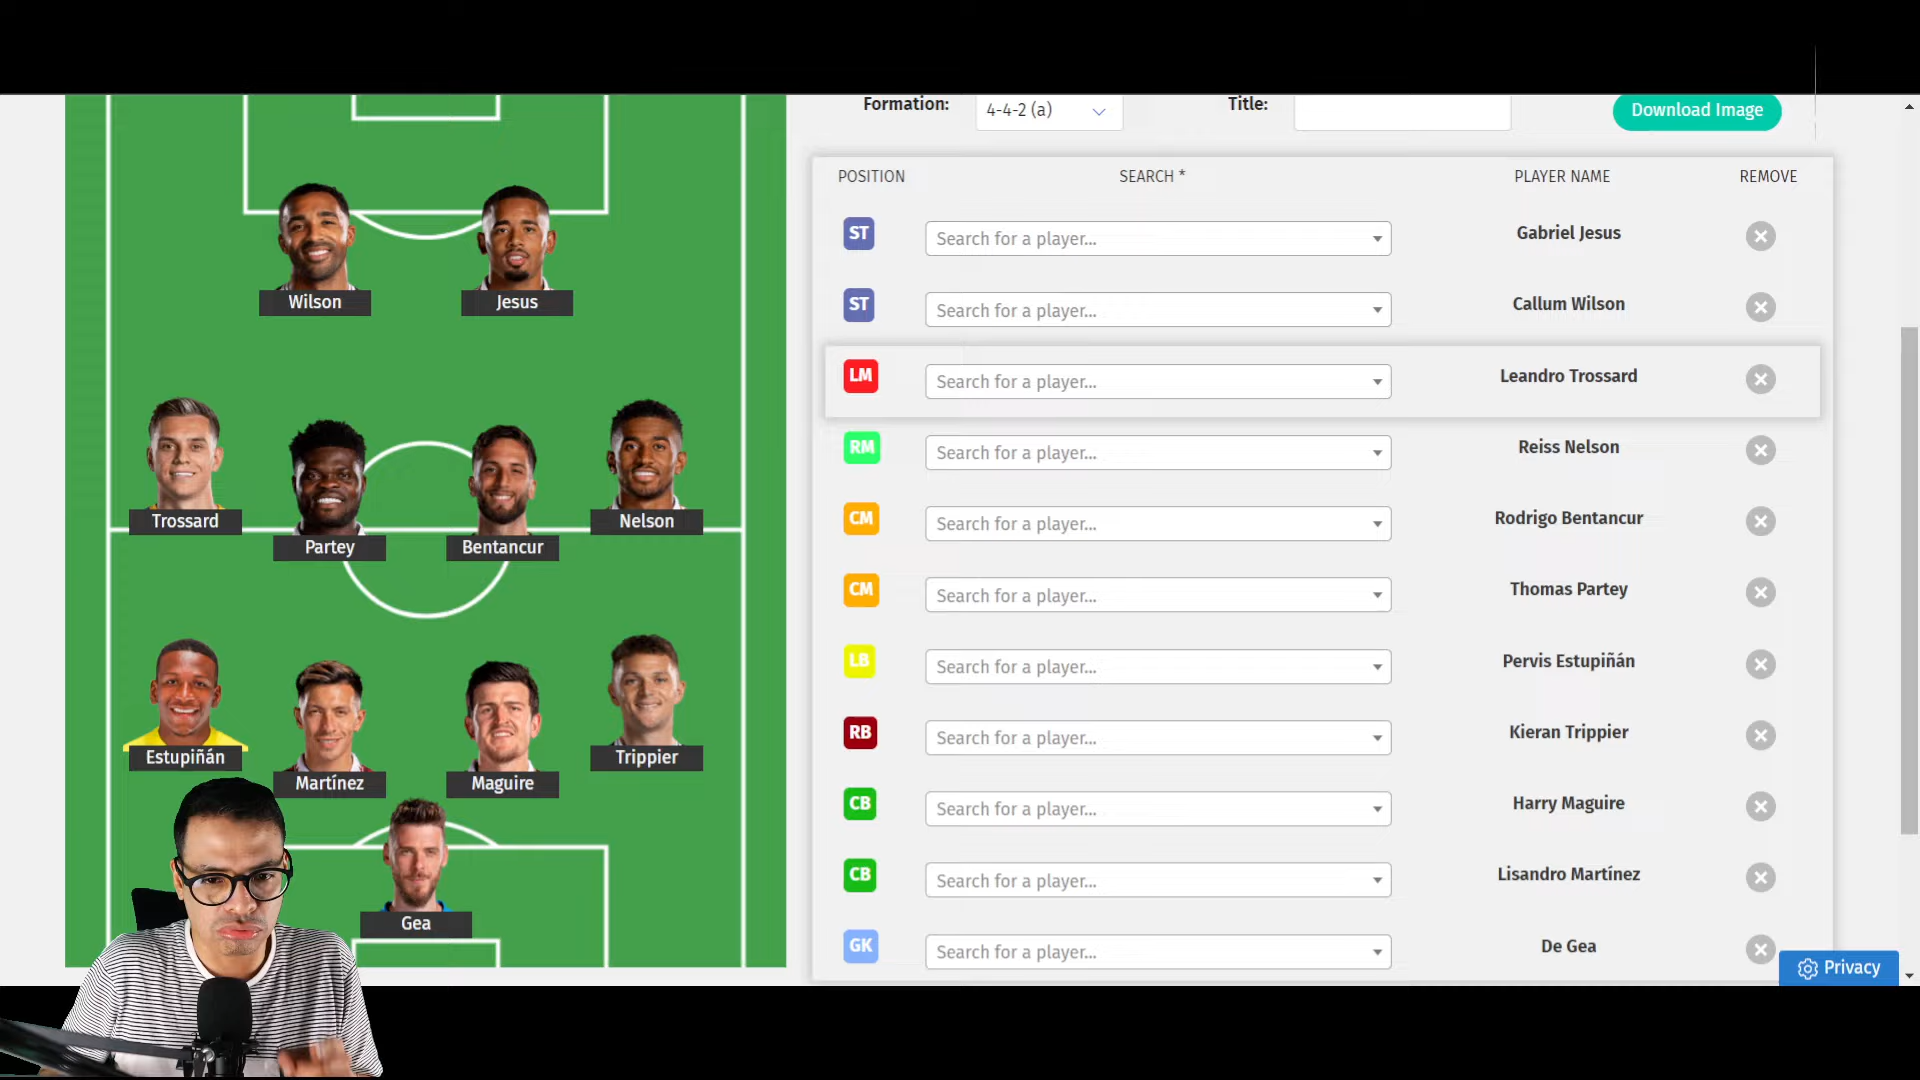 Formation:
4-4-2 (a)
Title:
Download Image
POSITION
SEARCH *
PLAYER NAME
REMOVE
ST
Search for a player...
Gabriel Jesus
ST
Search for a player...
Callum Wilson
LM
Search for a player...
Leandro Trossard
RM
Search for a player...
Reiss Nelson
CM
Search for a player...
Rodrigo Bentancur
CM
Search for a player...
Thomas Partey
LB
Search for a player...
Pervis Estupiñán
RB
Search for a player...
Kieran Trippier
CB
Search for a player...
Harry Maguire
CB
Search for a player...
Lisandro Martínez
GK
Search for a player...
De Gea
Privacy
Wilson
Jesus
Trossard
Partey
Bentancur
Nelson
Estupiñán
Martínez
Maguire
Trippier
Gea